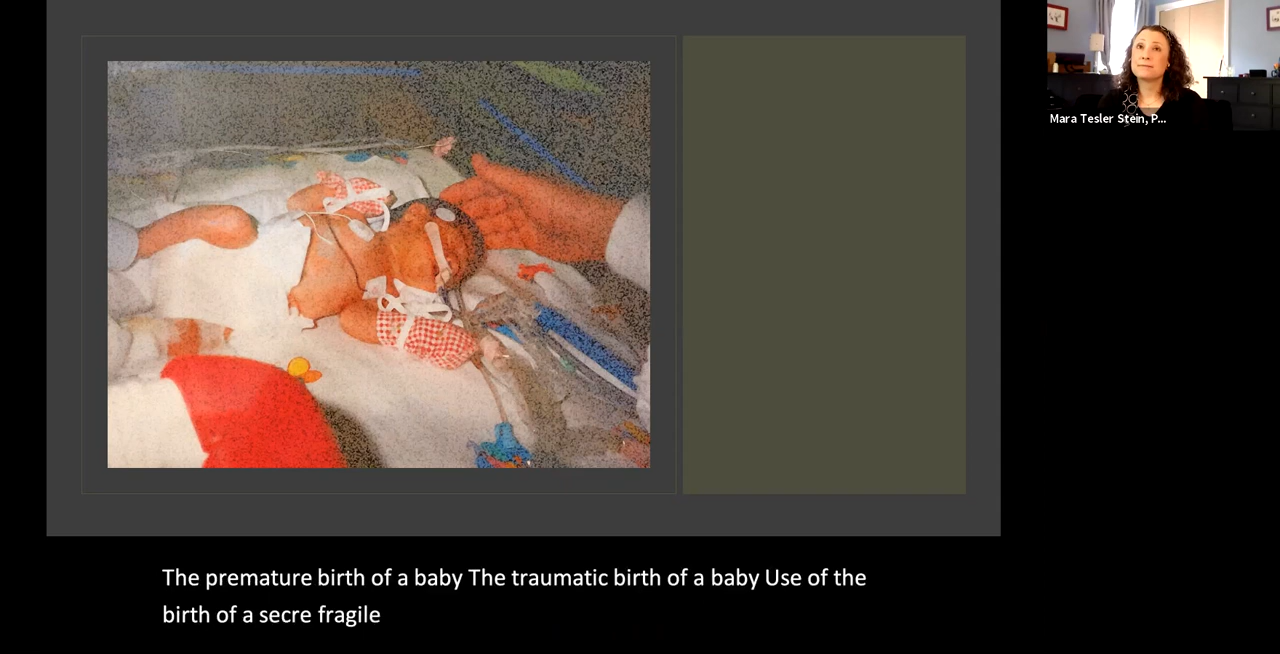 Mara Tesler Stein, P...
The premature birth of a baby The traumatic birth of a baby Use of the
birth of a secre fragile